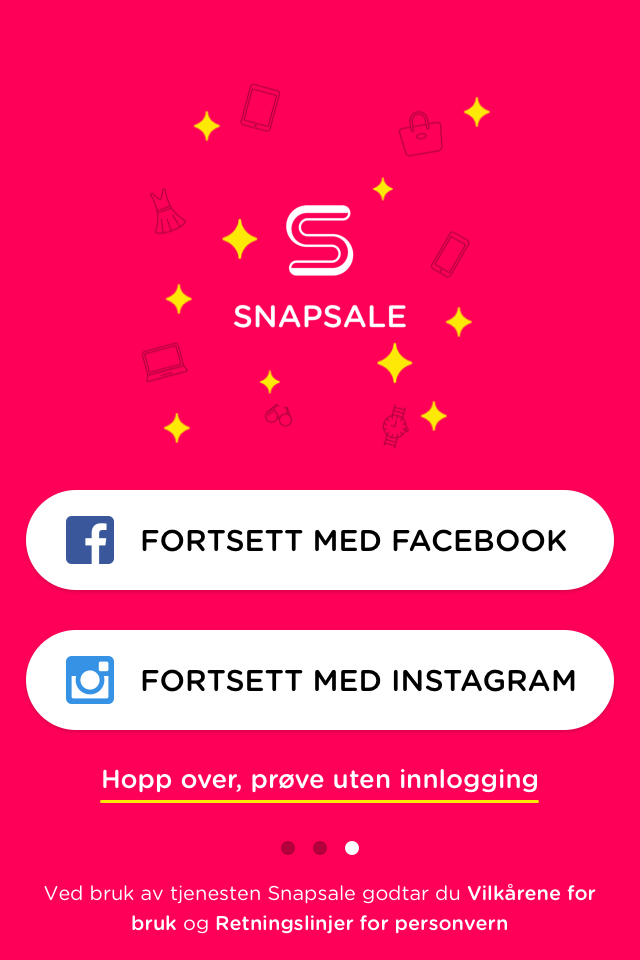 SNAPSALE
FORTSETT MED FACEBOOK
FORTSETT MED INSTAGRAM
Hopp over, prøve uten innlogging
Ved bruk av tjenesten Snapsale godtar du Vilkårene for
bruk og Retningslinjer for personvern